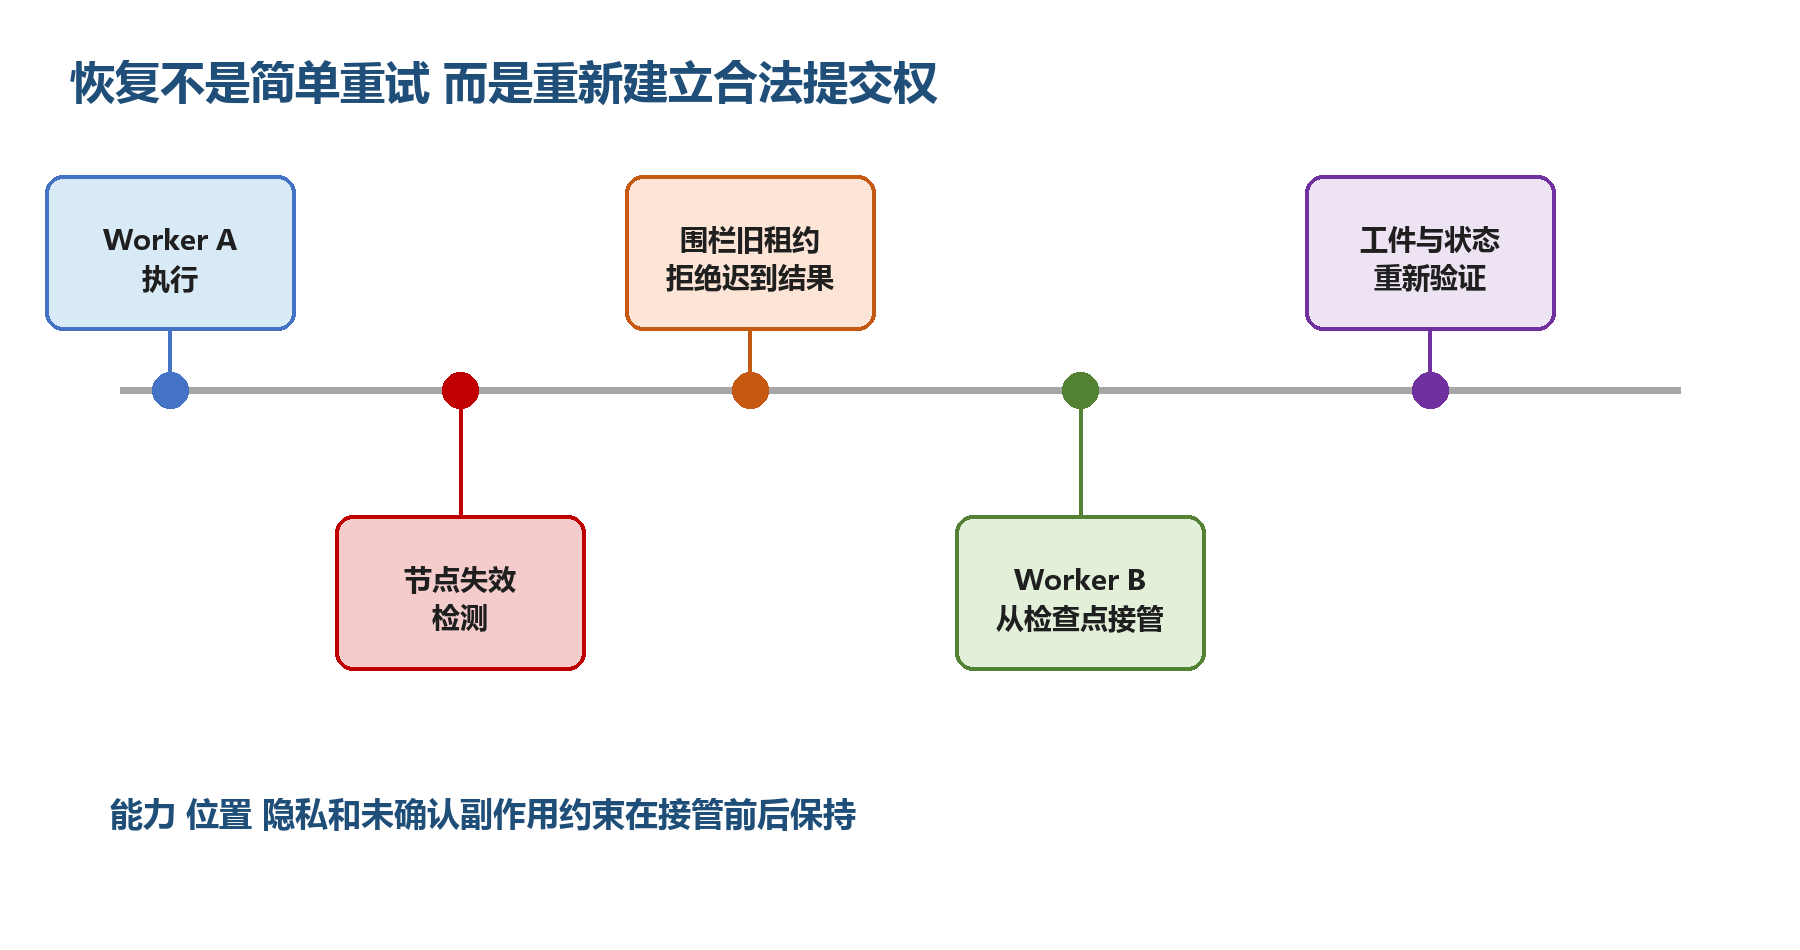 恢复不是简单重试 而是重新建立合法提交权
Worker A
执行
节点失效
检测
围栏旧租约
拒绝迟到结果
Worker B
从检查点接管
工件与状态
重新验证
能力 位置 隐私和未确认副作用约束在接管前后保持